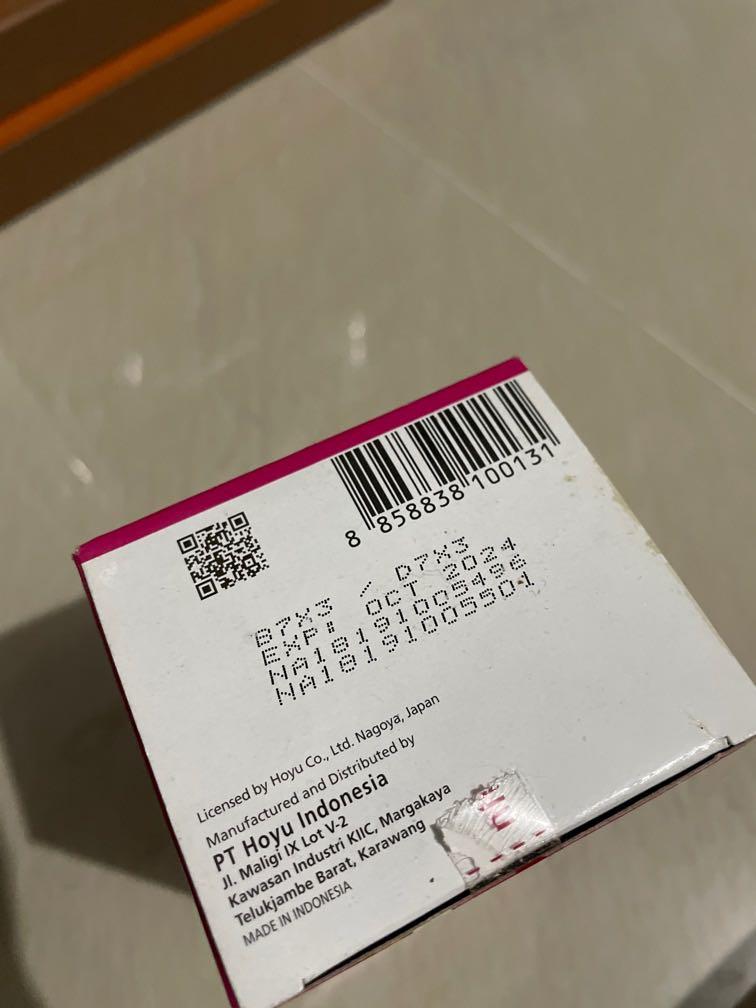 8 858838 100131
B7X3 / D7X3
EXP: OCT 2024
NA18191005496
NA18191005501
Licensed by Hoyu Co., Ltd. Nagoya, Japan
Manufactured and Distributed by
PT Hoyu Indonesia
Jl. Maligi IX Lot V-2
Kawasan Industri KIIC, Margakaya
Telukjambe Barat, Karawang
MADE IN INDONESIA